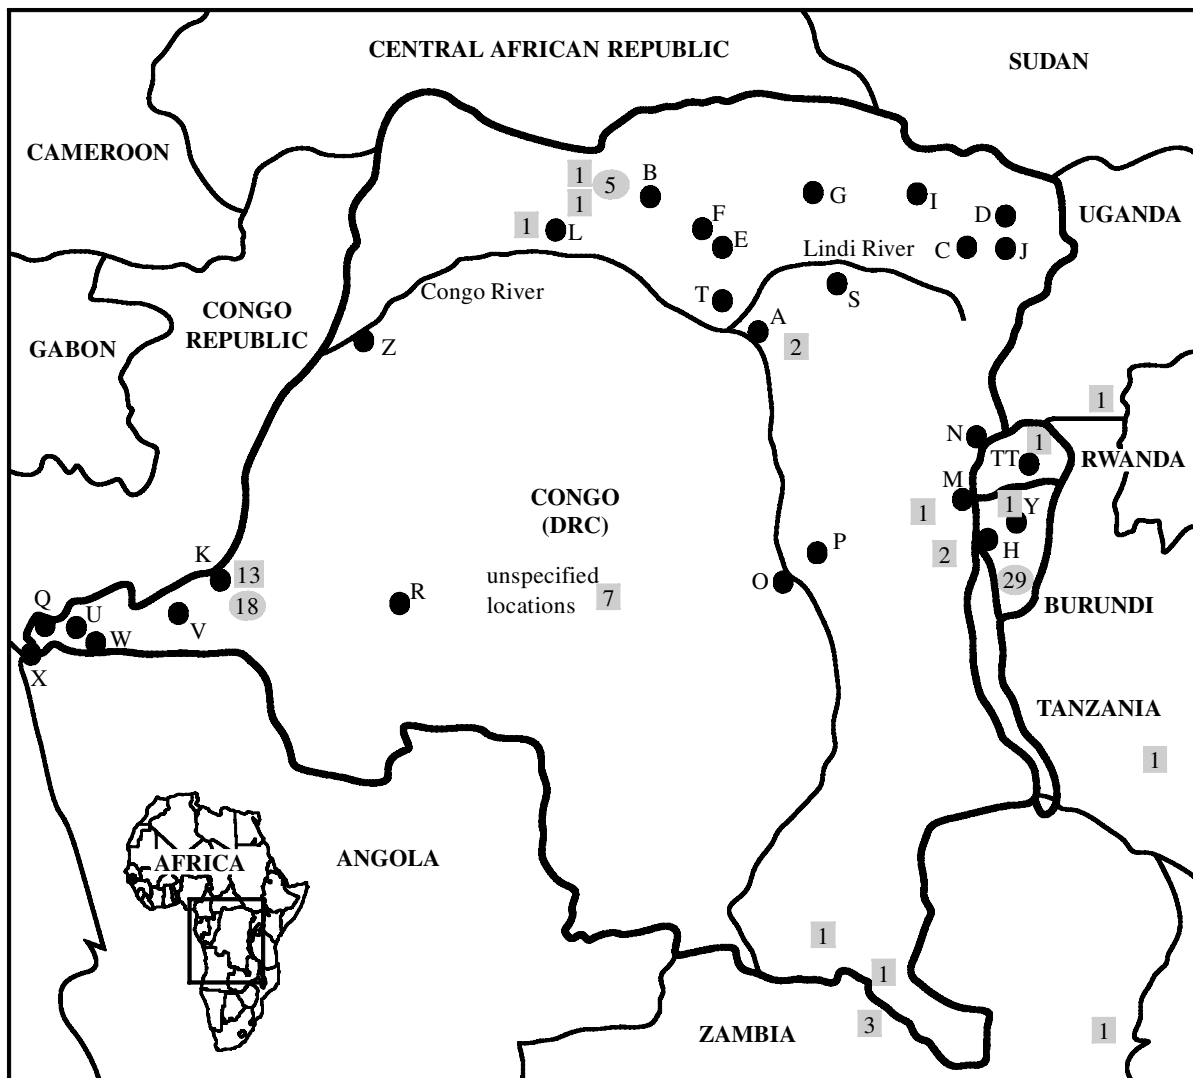 CENTRAL AFRICAN REPUBLIC
SUDAN
CAMEROON
1
5
B
G
I
D
UGANDA
1
1
L
F
E
Lindi River
C
J
Congo River
T
S
CONGO
REPUBLIC
GABON
Z
A
2
1
N
1
TT
RWANDA
M
CONGO
(DRC)
1
1
Y
K
13
2
H
P
29
unspecified
locations
7
O
R
18
Q
U
V
W
X
BURUNDI
TANZANIA
1
AFRICA
ANGOLA
1
1
3
ZAMBIA
1